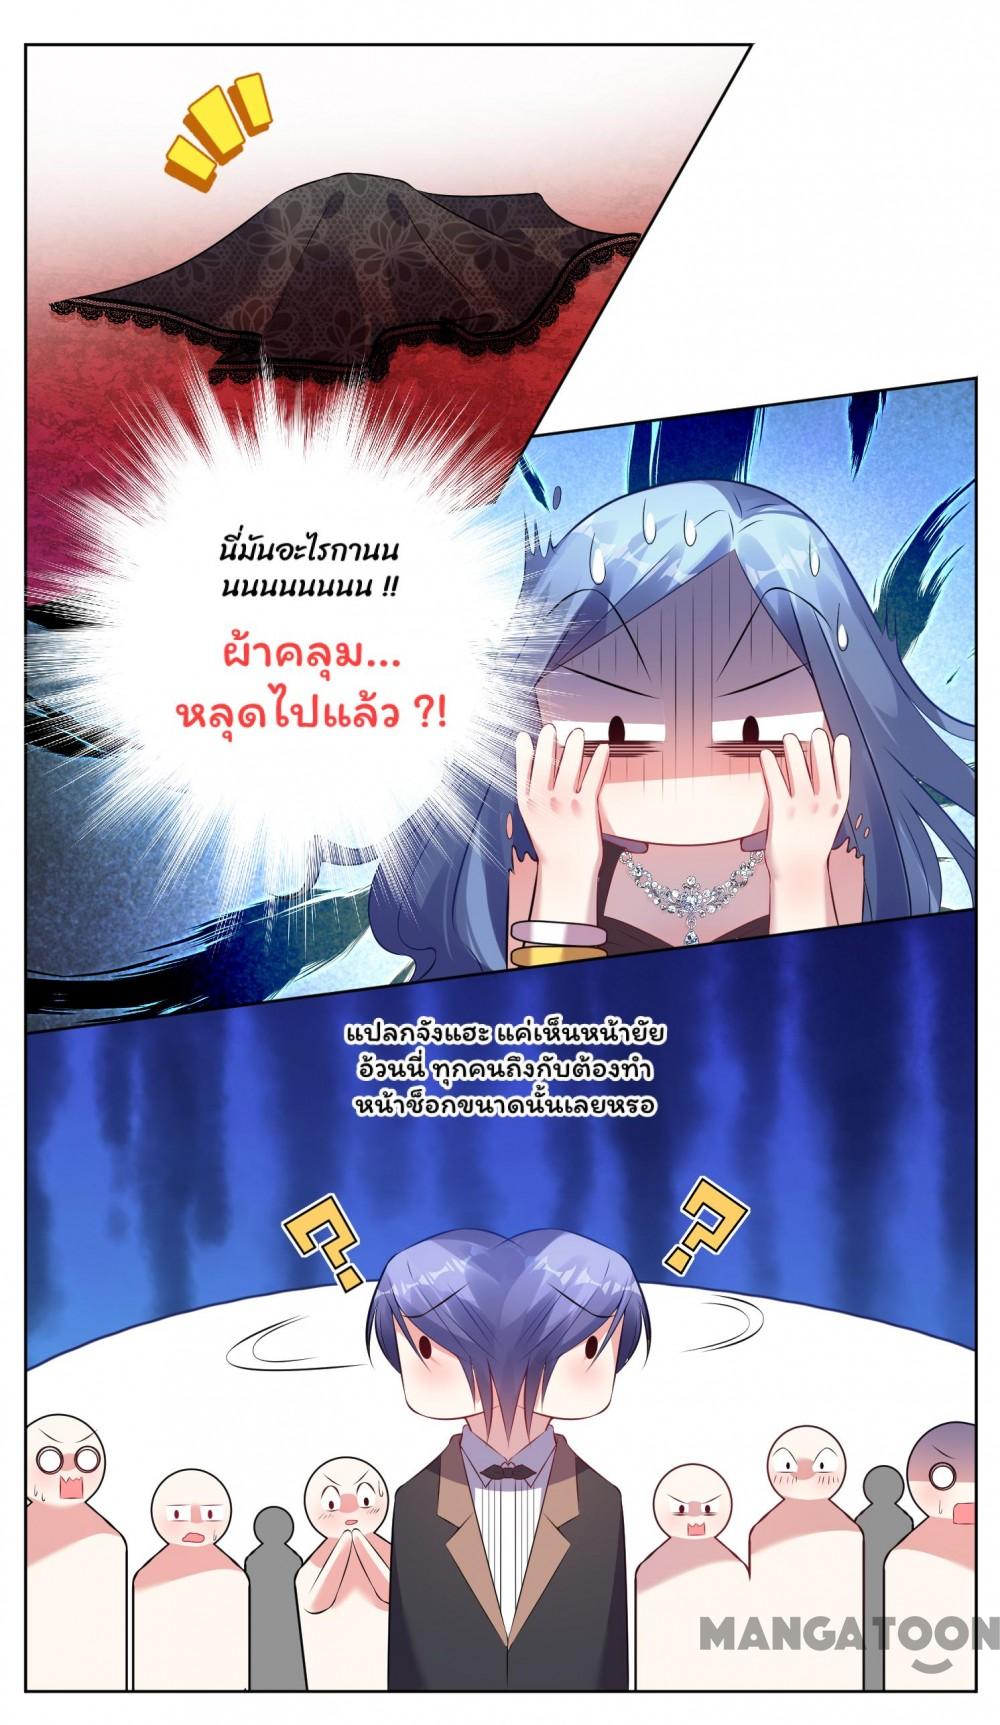 นี่มันอะไรกานน
นนนนนนนน !!
ผ้าคลุม...
หลุดไปแล้ว ?!
แปลกจังแฮะ แค่เห็นหน้ายัย
อ้วนนี่ ทุกคนถึงกับต้องทำ
หน้าช็อกขนาดนั้นเลยหรอ
?
?
MANGATOON